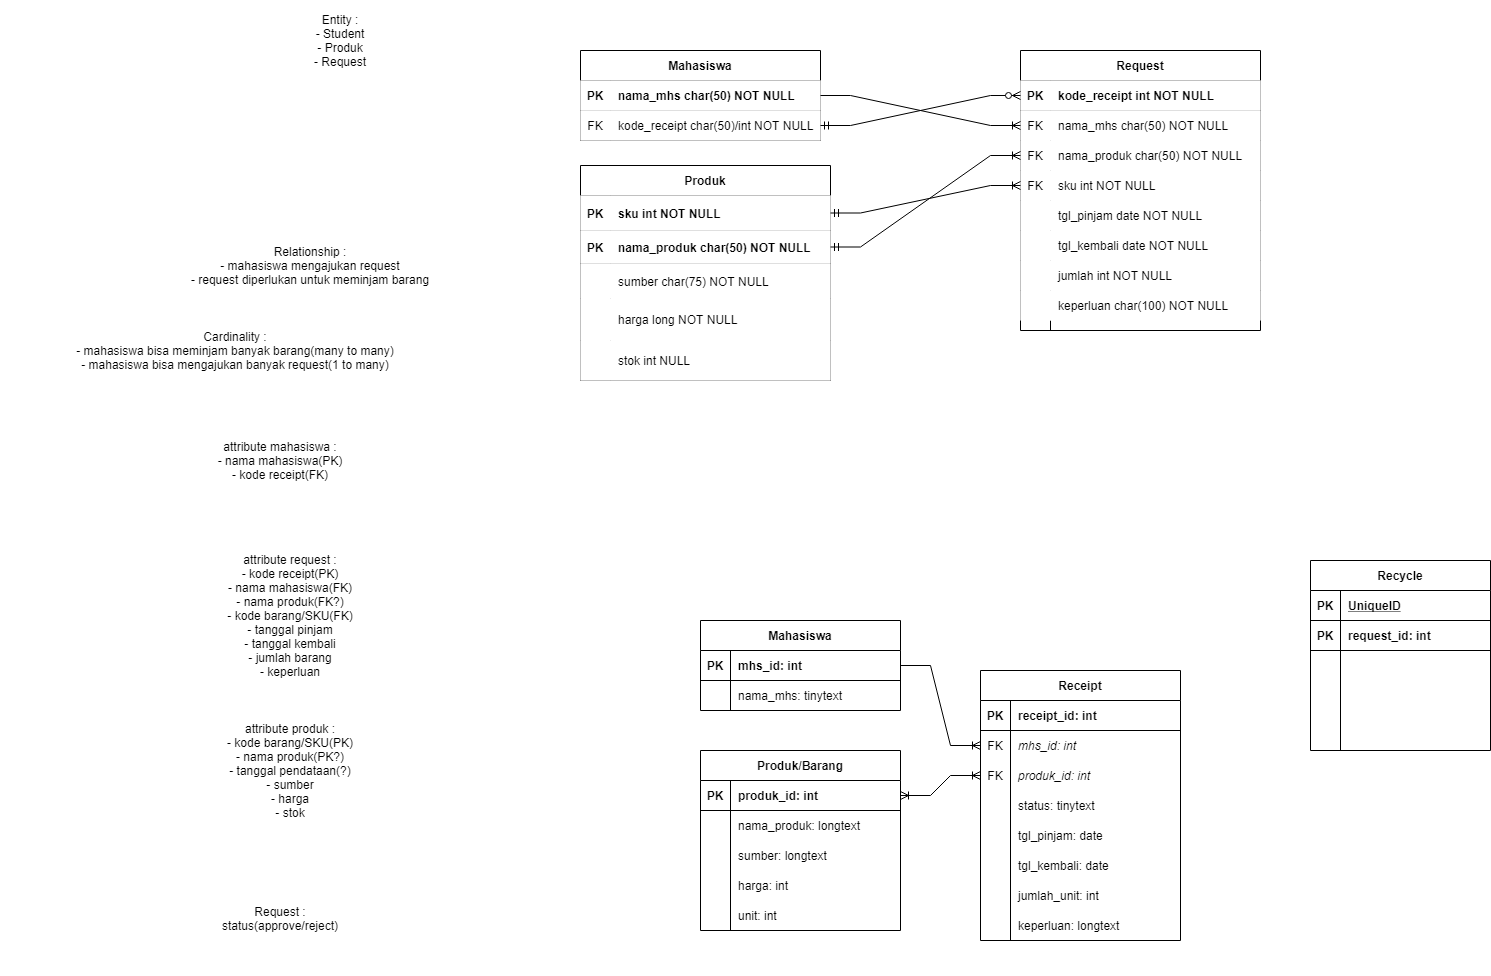 Entity :
- Student
- Produk
- Request
Relationship :
- mahasiswa mengajukan request
- request diperlukan untuk meminjam barang
Cardinality :
- mahasiswa bisa meminjam banyak barang(many to many)
- mahasiswa bisa mengajukan banyak request(1 to many)
attribute mahasiswa :
- nama mahasiswa(PK)
- kode receipt(FK)
attribute request :
- kode receipt(PK)
- nama mahasiswa(FK)
- nama produk(FK?)
- kode barang/SKU(FK)
- tanggal pinjam
- tanggal kembali
- jumlah barang
- keperluan
attribute produk :
- kode barang/SKU(PK)
- nama produk(PK?)
- tanggal pendataan(?)
- sumber
- harga
- stok
Request :
status(approve/reject)
Mahasiswa
PK nama_mhs char(50) NOT NULL
FK kode_receipt char(50)/int NOT NULL
Produk
PK sku int NOT NULL
PK nama_produk char(50) NOT NULL
sumber char(75) NOT NULL
harga long NOT NULL
stok int NULL
Request
PK kode_receipt int NOT NULL
FK nama_mhs char(50) NOT NULL
FK nama_produk char(50) NOT NULL
FK sku int NOT NULL
tgl_pinjam date NOT NULL
tgl_kembali date NOT NULL
jumlah int NOT NULL
keperluan char(100) NOT NULL
Mahasiswa
PK mhs_id: int
nama_mhs: tinytext
Produk/Barang
PK produk_id: int
nama_produk: longtext
sumber: longtext
harga: int
unit: int
Receipt
PK receipt_id: int
FK mhs_id: int
FK produk_id: int
status: tinytext
tgl_pinjam: date
tgl_kembali: date
jumlah_unit: int
keperluan: longtext
Recycle
PK UniqueID
PK request_id: int